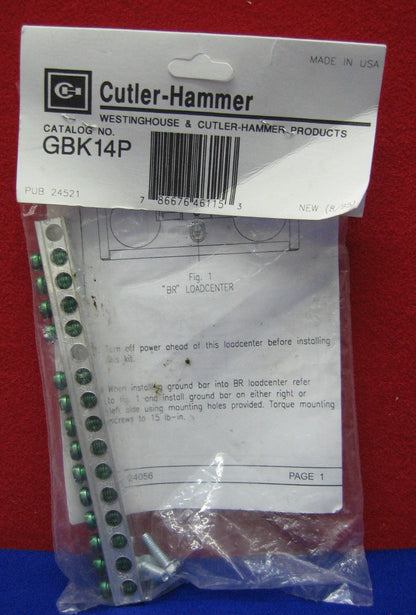 MADE IN USA
Cutler-Hammer
WESTINGHOUSE & CUTLER-HAMMER PRODUCTS
CATALOG NO.
GBK14P
7 86676 46115 3
PUB 24521
NEW (8/95)
Fig. 1
"BR" LOADCENTER
Turn off power ahead of this loadcenter before installing
this kit.
When installing ground bar into BR loadcenter refer
to fig. 1 and install ground bar on either right or
left side using mounting holes provided. Torque mounting
screws to 15 lb-in.
24056
PAGE 1